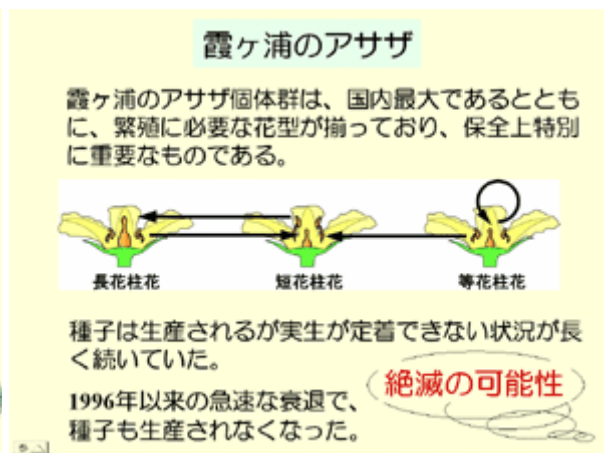 霞ヶ浦のアサザ
霞ヶ浦のアサザ個体群は、国内最大であるととも
に、繁殖に必要な花型が揃っており、保全上特別
に重要なものである。
長花柱花
短花柱花
等花柱花
種子は生産されるが実生が定着できない状況が長
く続いていた。
1996年以来の急速な衰退で、
種子も生産されなくなった。
絶滅の可能性